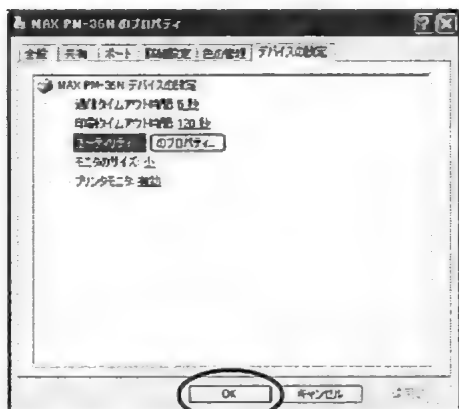 MAX PM-36H のプロパティ
全般 共有 ポート 詳細設定 色の管理 デバイスの設定
MAX PM-36H デバイスの設定
通信タイムアウト時間: 5 秒
印刷タイムアウト時間: 120 秒
ユーティリティ のプロパティ...
モニタのサイズ: 小
プリンタモニタ: 有効
OK キャンセル 適用